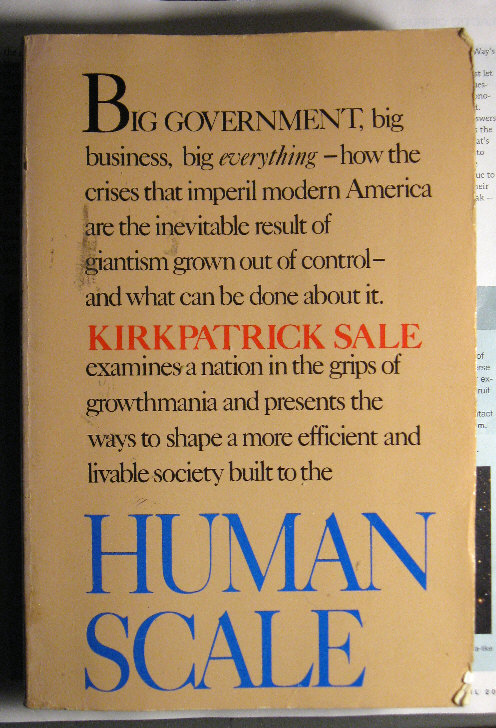 BIG GOVERNMENT, big
business, big everything – how the
crises that imperil modern America
are the inevitable result of
giantism grown out of control–
and what can be done about it.
KIRKPATRICK SALE
examines a nation in the grips of
growthmania and presents the
ways to shape a more efficient and
livable society built to the
HUMAN
SCALE